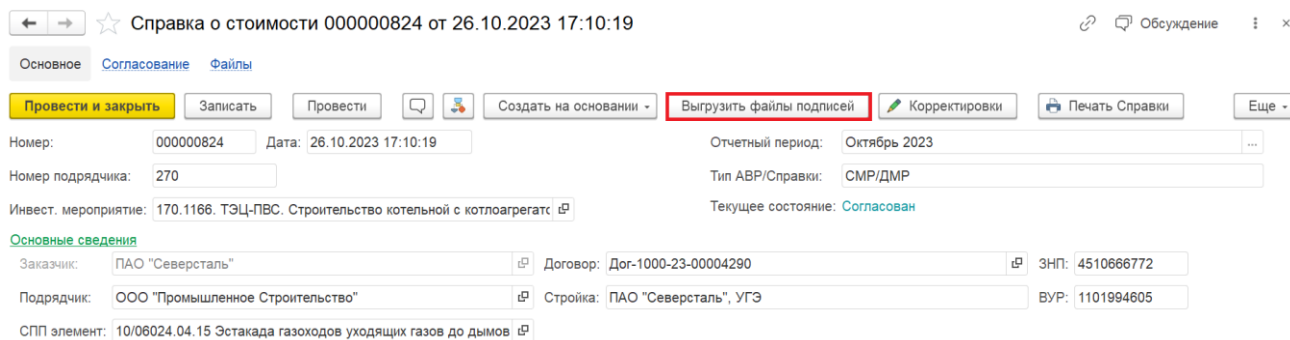 Справка о стоимости 000000824 от 26.10.2023 17:10:19 Обсуждение
Основное Согласование Файлы
Провести и закрыть Записать Провести Создать на основании Выгрузить файлы подписей Корректировки Печать Справки Еще
Номер: 000000824 Дата: 26.10.2023 17:10:19 Отчетный период: Октябрь 2023 ...
Номер подрядчика: 270 Тип АВР/Справки: СМР/ДМР
Инвест. мероприятие: 170.1166. ТЭЦ-ПВС. Строительство котельной с котлоагрегатс Текущее состояние: Согласован
Основные сведения
Заказчик: ПАО "Северсталь" Договор: Дог-1000-23-00004290 ЗНП: 4510666772
Подрядчик: ООО "Промышленное Строительство" Стройка: ПАО "Северсталь", УГЭ ВУР: 1101994605
СПП элемент: 10/06024.04.15 Эстакада газоходов уходящих газов до дымов